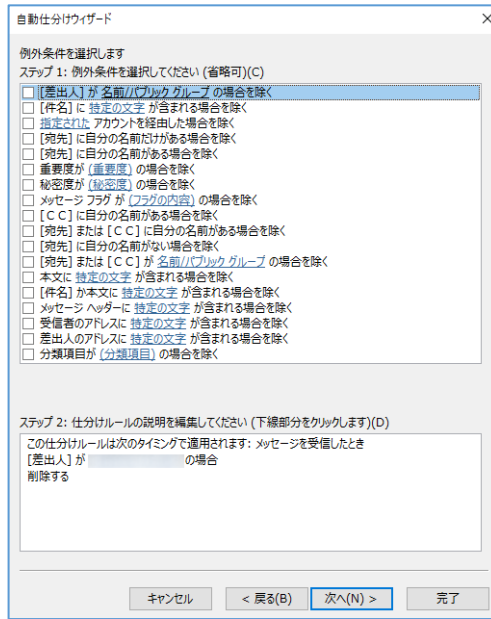 自動仕分けウィザード
例外条件を選択します
ステップ 1: 例外条件を選択してください (省略可)(C)
[差出人] が 名前/パブリック グループ の場合を除く
[件名] に 特定の文字 が含まれる場合を除く
指定された アカウントを経由した場合を除く
[宛先] に自分の名前だけがある場合を除く
[宛先] に自分の名前がある場合を除く
重要度が (重要度) の場合を除く
秘密度が (秘密度) の場合を除く
メッセージ フラグ が (フラグの内容) の場合を除く
[ＣＣ] に自分の名前がある場合を除く
[宛先] または [ＣＣ] に自分の名前がある場合を除く
[宛先] に自分の名前がない場合を除く
[宛先] または [ＣＣ] が 名前/パブリック グループ の場合を除く
本文に 特定の文字 が含まれる場合を除く
[件名] か本文に 特定の文字 が含まれる場合を除く
メッセージ ヘッダーに 特定の文字 が含まれる場合を除く
受信者のアドレスに 特定の文字 が含まれる場合を除く
差出人のアドレスに 特定の文字 が含まれる場合を除く
分類項目が (分類項目) の場合を除く
ステップ 2: 仕分けルールの説明を編集してください (下線部分をクリックします)(D)
この仕分けルールは次のタイミングで適用されます: メッセージを受信したとき
[差出人] が の場合
削除する
キャンセル < 戻る(B) 次へ(N) > 完了